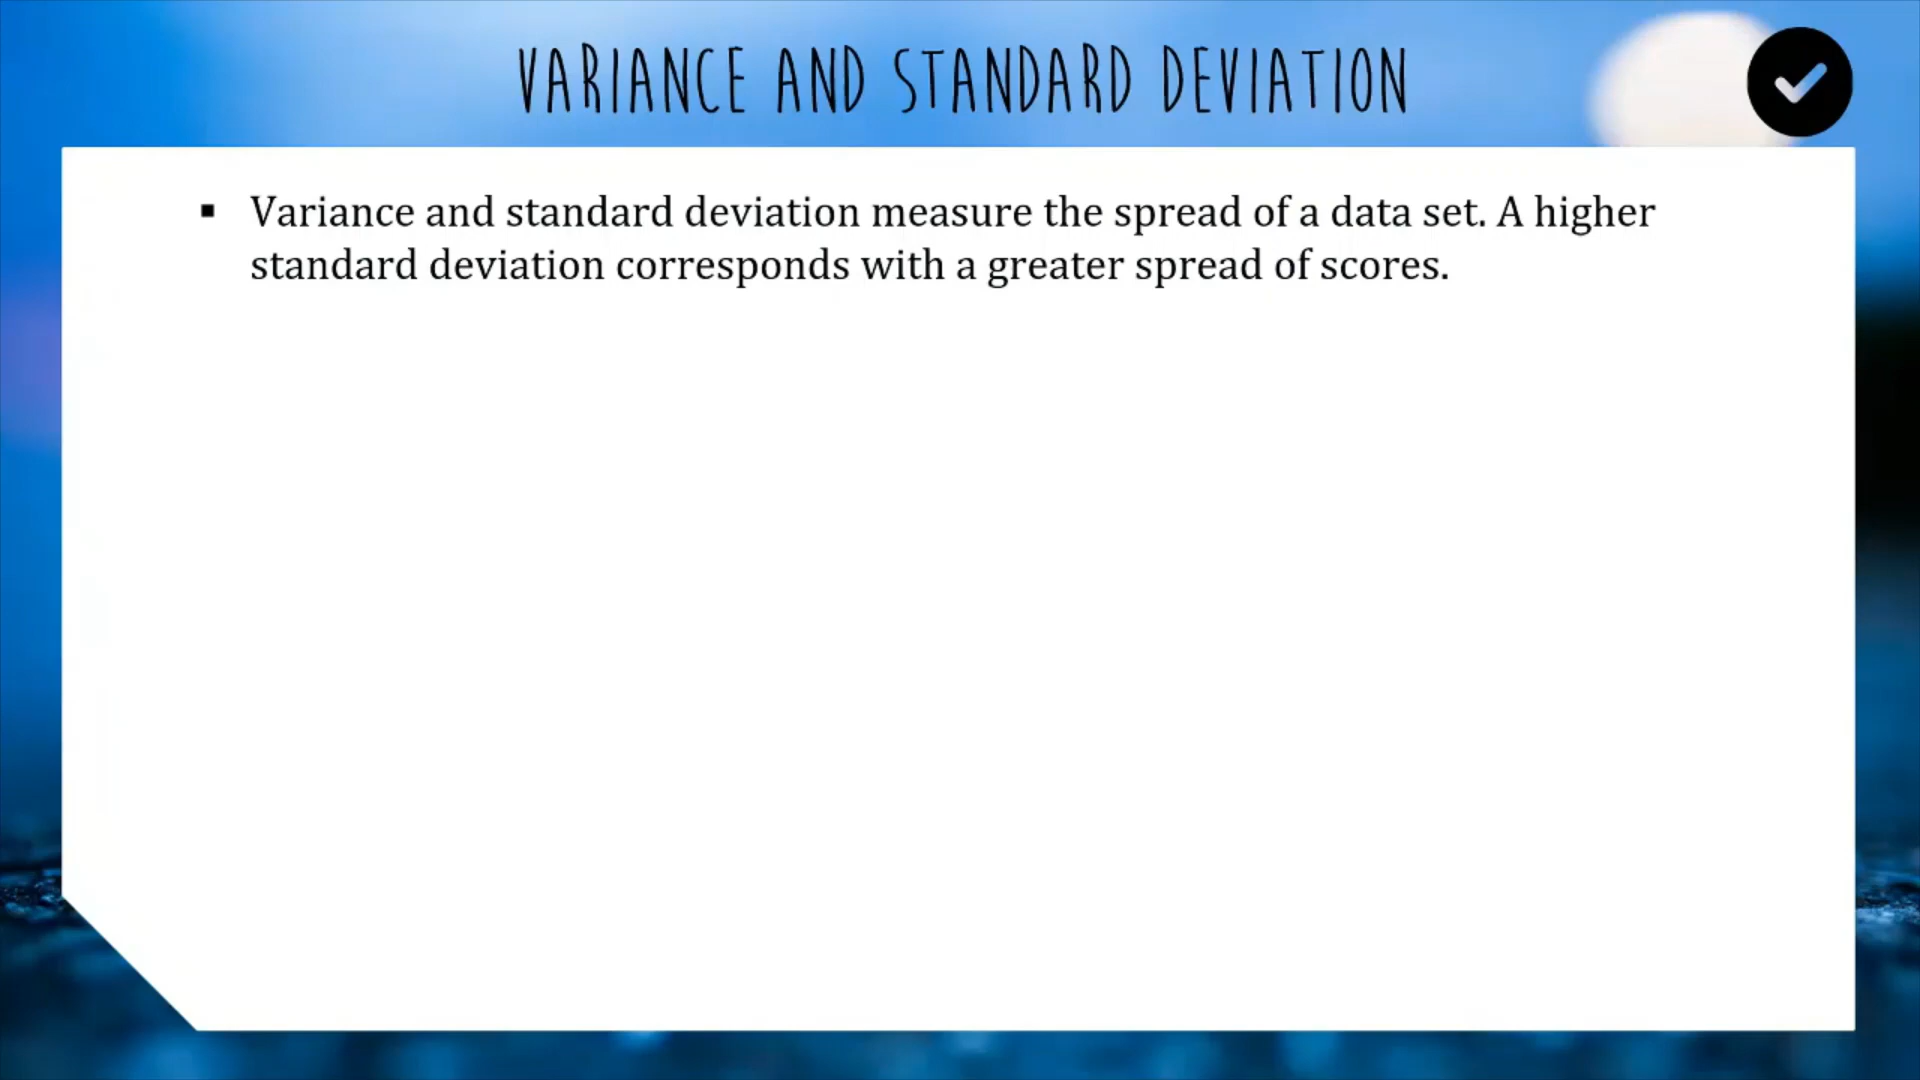 VARIANCE AND STANDARD DEVIATION
▪ Variance and standard deviation measure the spread of a data set. A higher
standard deviation corresponds with a greater spread of scores.